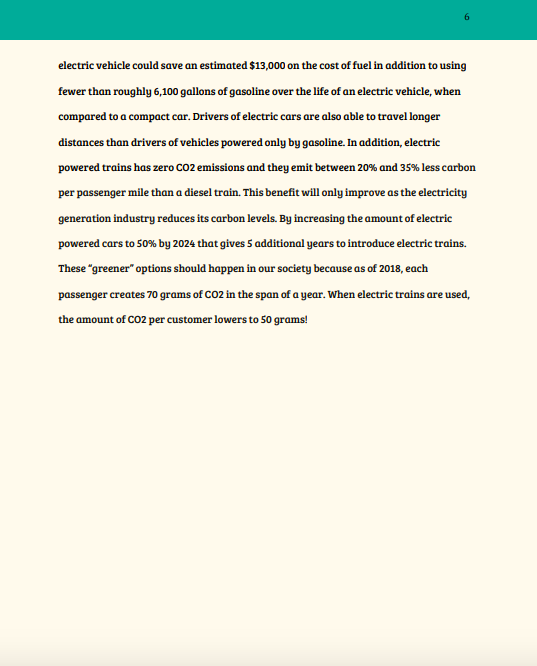 6
electric vehicle could save an estimated $13,000 on the cost of fuel in addition to using
fewer than roughly 6,100 gallons of gasoline over the life of an electric vehicle, when
compared to a compact car. Drivers of electric cars are also able to travel longer
distances than drivers of vehicles powered only by gasoline. In addition, electric
powered trains has zero CO2 emissions and they emit between 20% and 35% less carbon
per passenger mile than a diesel train. This benefit will only improve as the electricity
generation industry reduces its carbon levels. By increasing the amount of electric
powered cars to 50% by 2024 that gives 5 additional years to introduce electric trains.
These “greener” options should happen in our society because as of 2018, each
passenger creates 70 grams of CO2 in the span of a year. When electric trains are used,
the amount of CO2 per customer lowers to 50 grams!